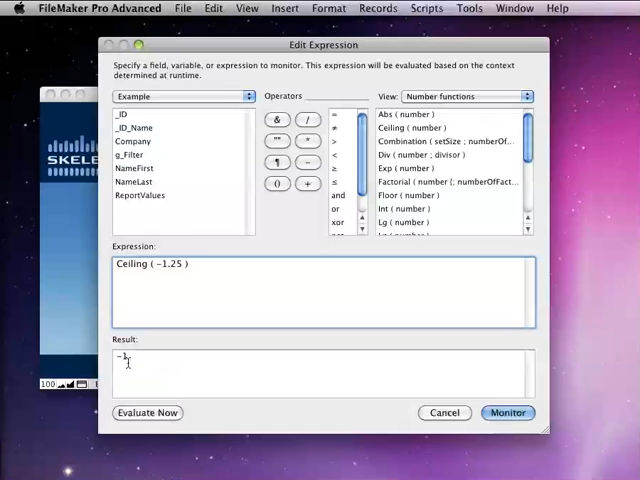 FileMaker Pro Advanced File Edit View Insert Format Records Scripts Tools Window Help
Edit Expression
Specify a field, variable, or expression to monitor. This expression will be evaluated based on the context
determined at runtime.
Example Operators View: Number functions
_ID
_ID_Name
Company
g_Filter
NameFirst
NameLast
ReportValues
& /
"" *
¶ -
() +
=
≠
>
<
≥
≤
and
or
xor
not
Abs ( number )
Ceiling ( number )
Combination ( setSize ; numberOf...
Div ( number ; divisor )
Exp ( number )
Factorial ( number {; numberOfFact...
Floor ( number )
Int ( number )
Lg ( number )
Ln ( number )
SKELE
Expression:
Ceiling ( -1.25 )
Result:
-1
100
Evaluate Now Cancel Monitor